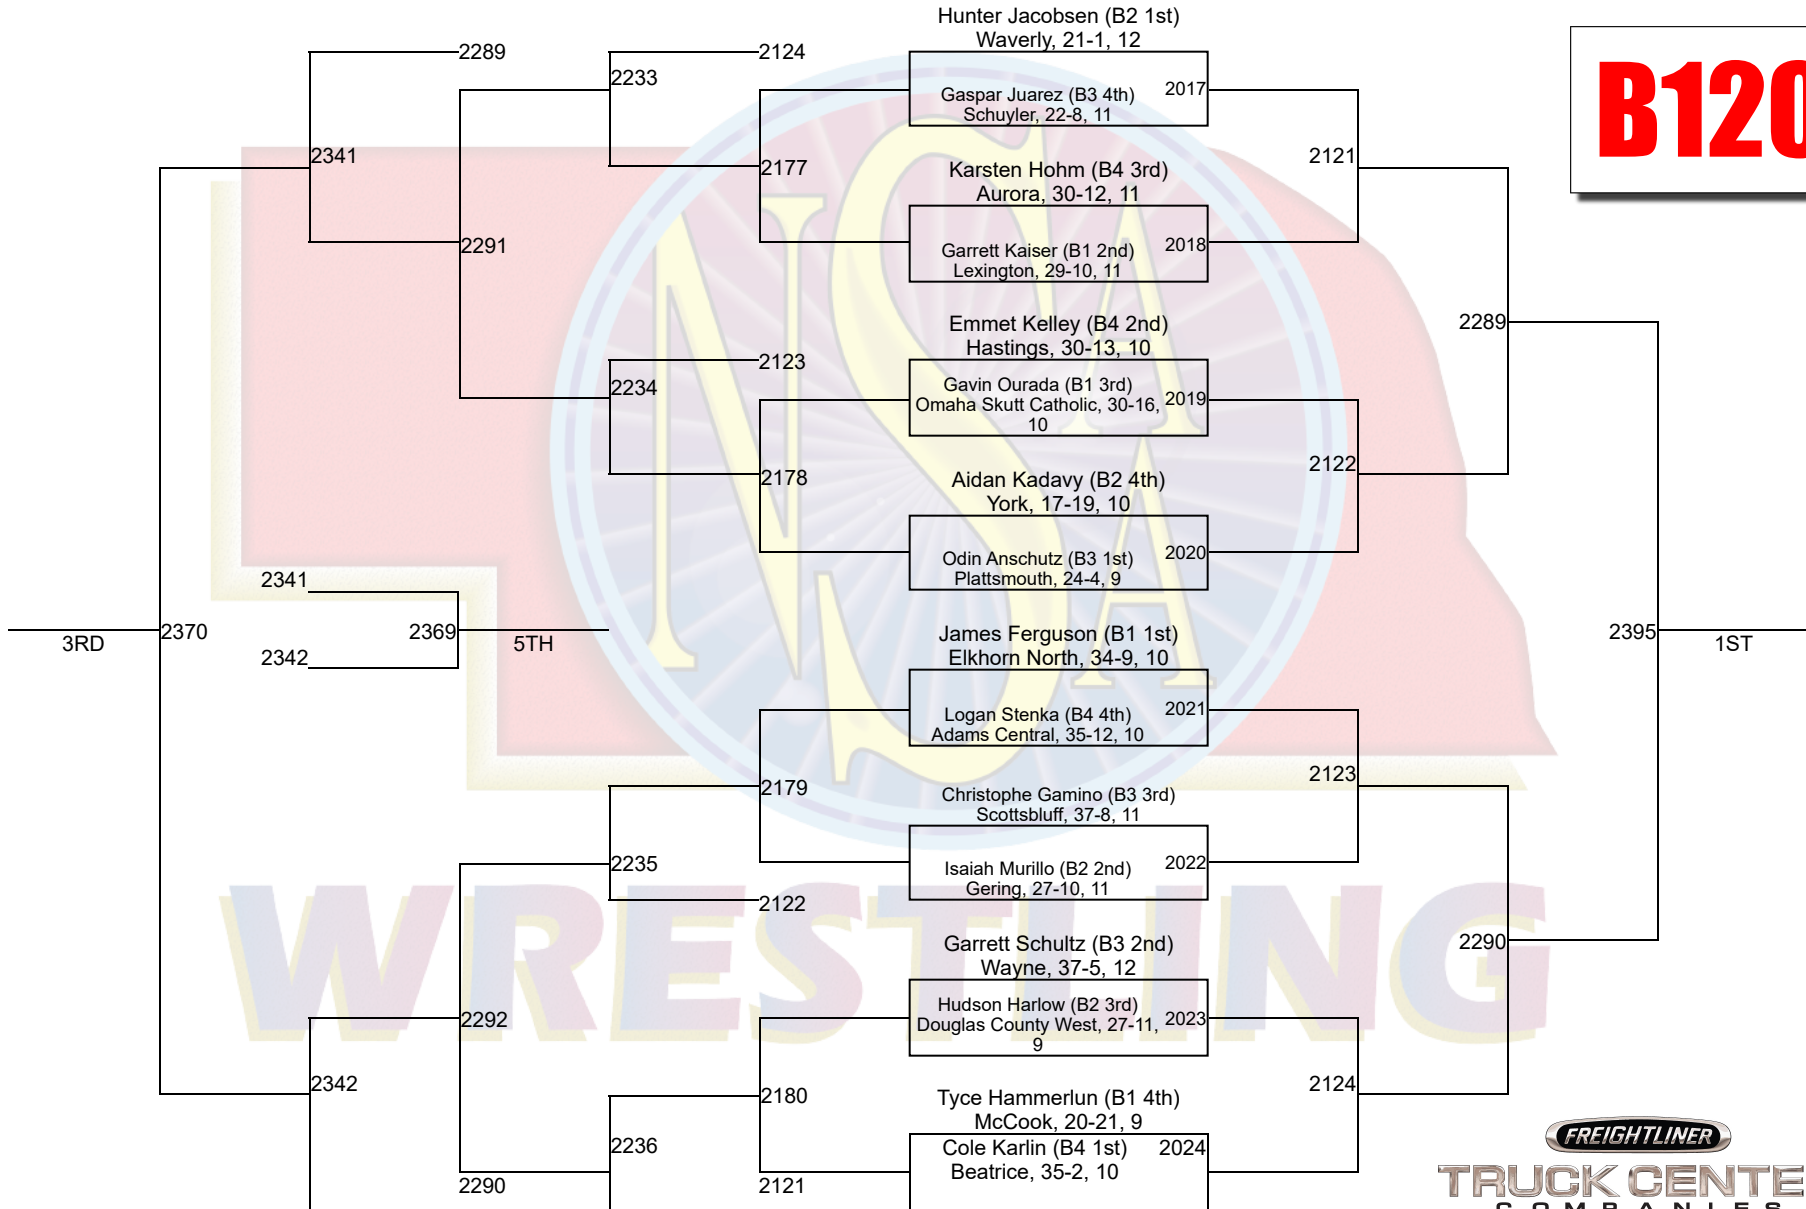 Hunter Jacobsen (B2 1st)
Waverly, 21-1, 12
2289
2124
2233
Gaspar Juarez (B3 4th)
Schuyler, 22-8, 11
2017
B120
2341
2177
Karsten Hohm (B4 3rd)
Aurora, 30-12, 11
2121
2291
Garrett Kaiser (B1 2nd)
Lexington, 29-10, 11
2018
Emmet Kelley (B4 2nd)
Hastings, 30-13, 10
2289
2123
2234
Gavin Ourada (B1 3rd)
Omaha Skutt Catholic, 30-16,
10
2019
2178
Aidan Kadavy (B2 4th)
York, 17-19, 10
2122
Odin Anschutz (B3 1st)
Plattsmouth, 24-4, 9
2020
2341
3RD
2370
2342
2369
5TH
James Ferguson (B1 1st)
Elkhorn North, 34-9, 10
2395
1ST
Logan Stenka (B4 4th)
Adams Central, 35-12, 10
2021
2179
Christophe Gamino (B3 3rd)
Scottsbluff, 37-8, 11
2123
2235
Isaiah Murillo (B2 2nd)
Gering, 27-10, 11
2022
2122
Garrett Schultz (B3 2nd)
Wayne, 37-5, 12
2290
2292
Hudson Harlow (B2 3rd)
Douglas County West, 27-11,
9
2023
2342
2180
Tyce Hammerlun (B1 4th)
McCook, 20-21, 9
2124
2236
Cole Karlin (B4 1st)
Beatrice, 35-2, 10
2024
2290
2121
NSAA
WRESTLING
FREIGHTLINER
TRUCK CENTE
COMPANIES